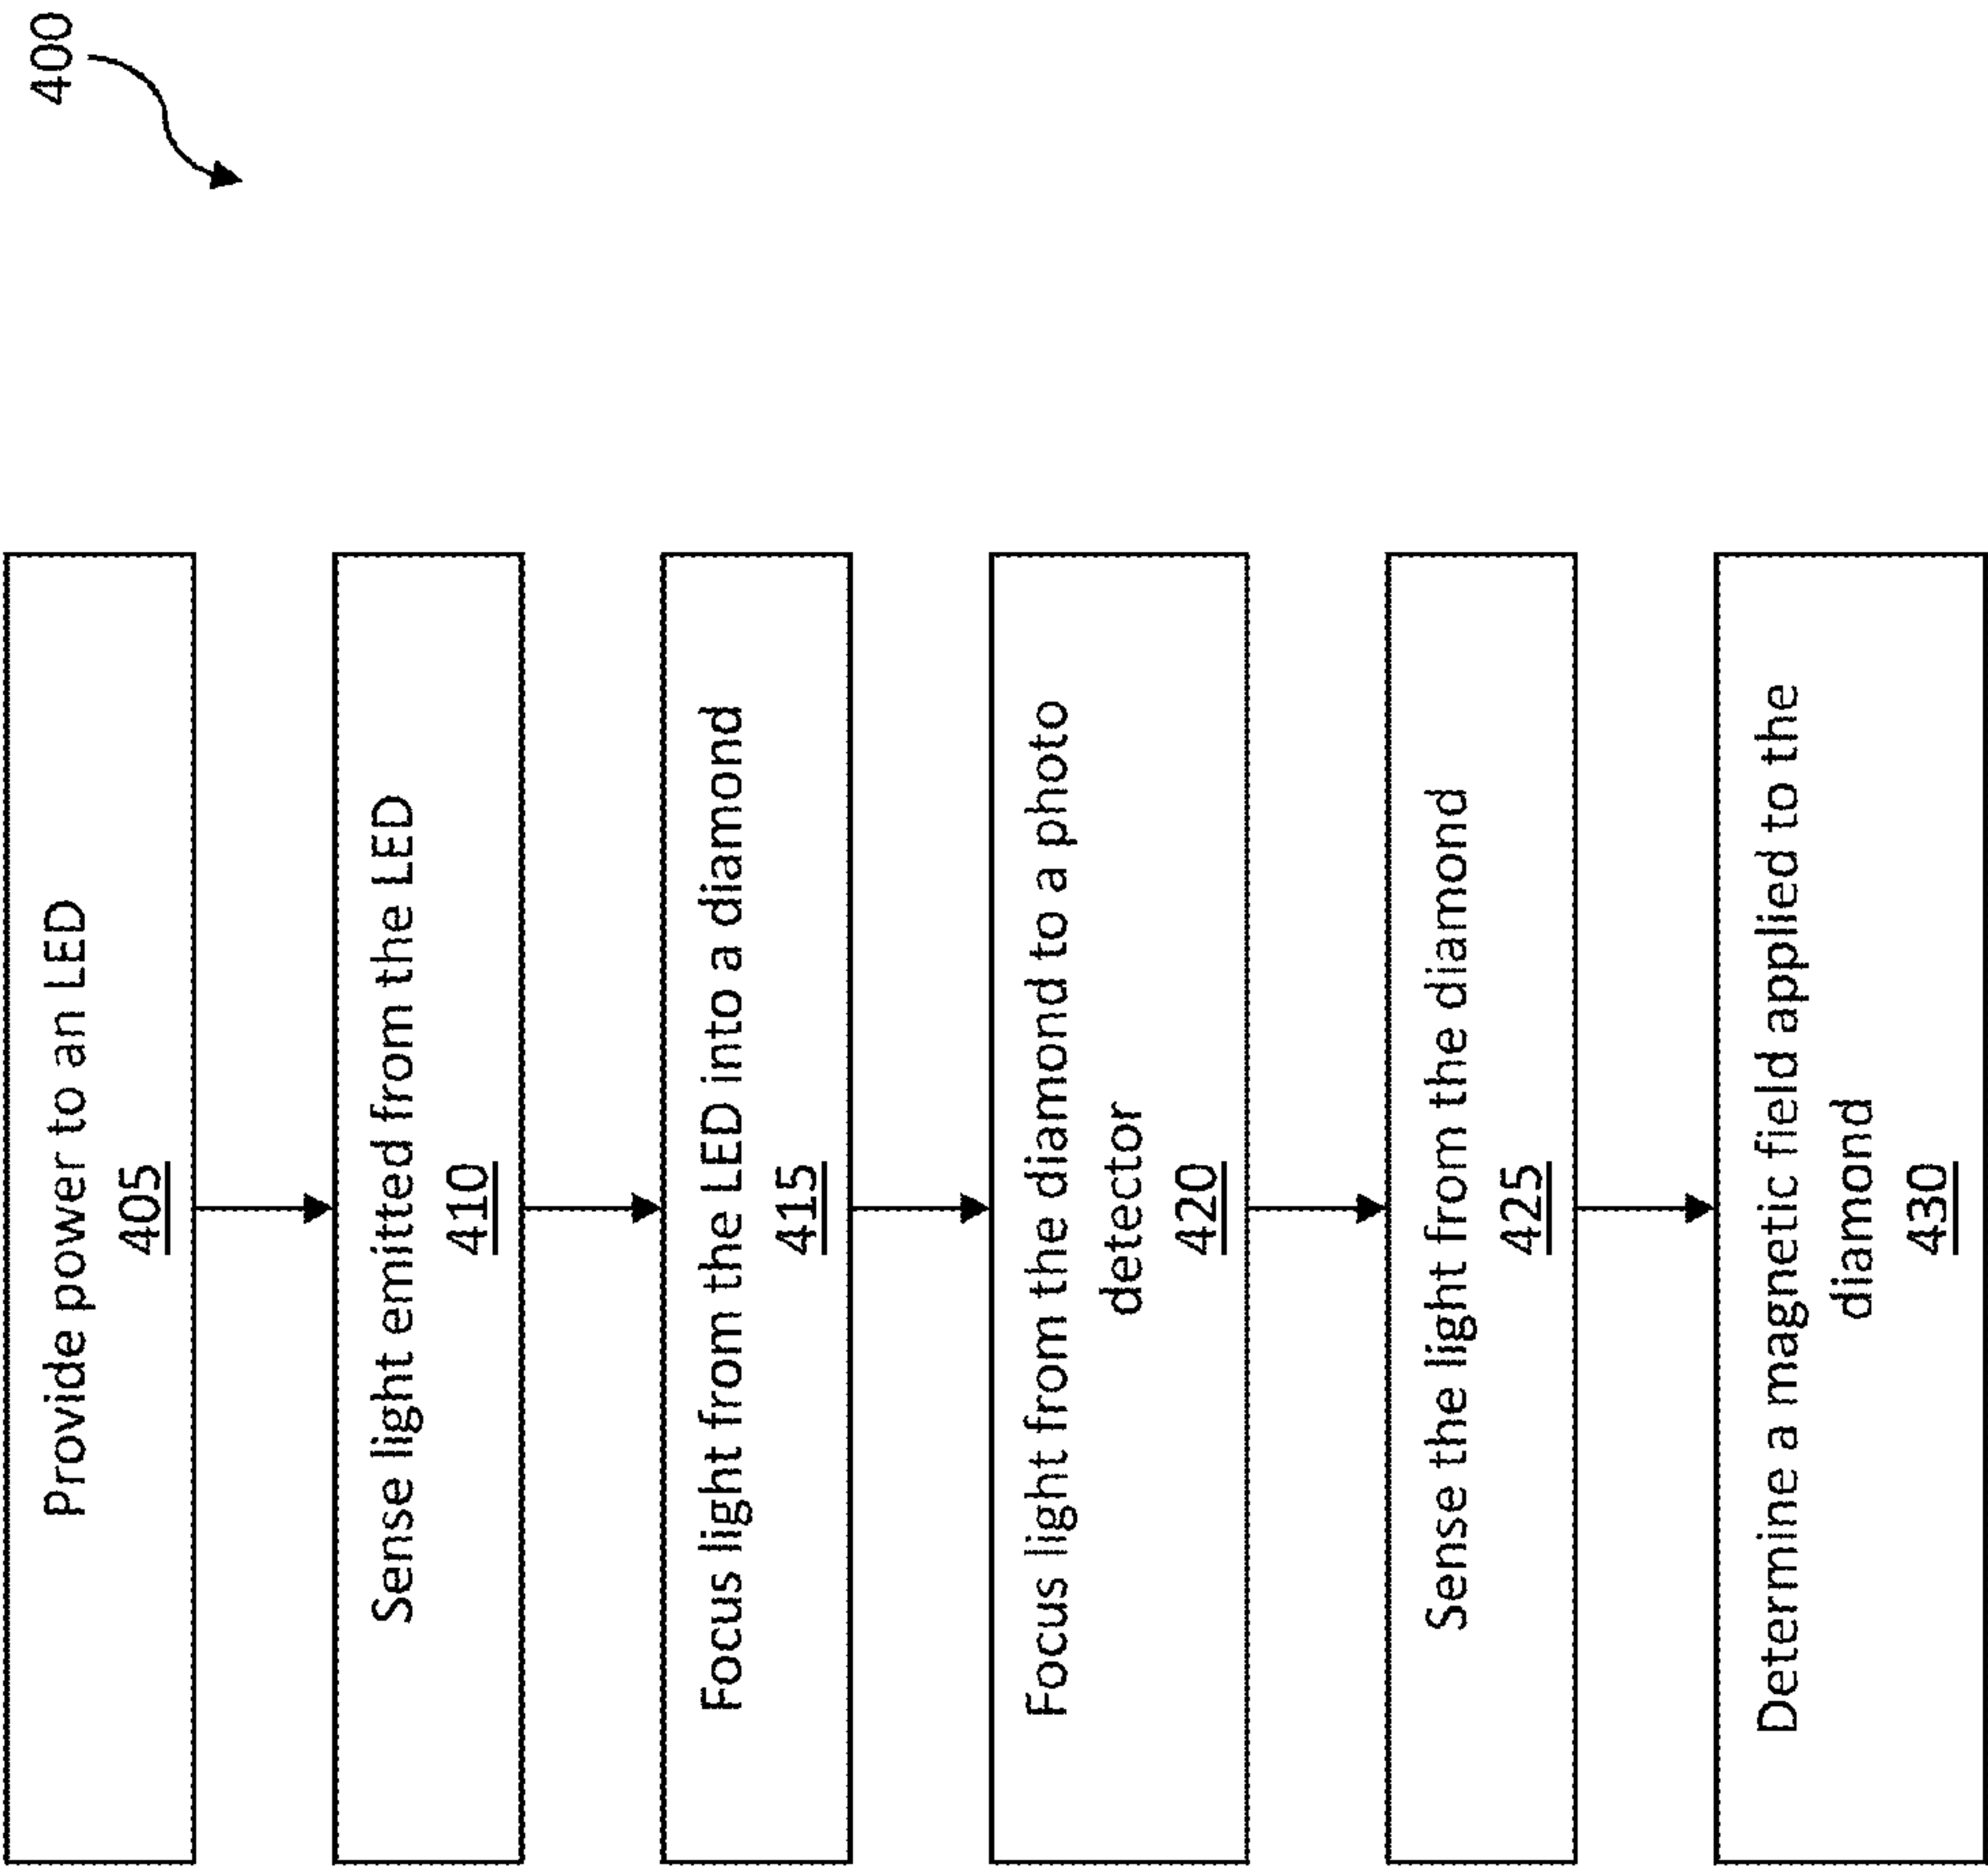 400
Provide power to an LED
405
Sense light emitted from the LED
410
Focus light from the LED into a diamond
415
Focus light from the diamond to a photo
detector
420
Sense the light from the diamond
425
Determine a magnetic field applied to the
diamond
430